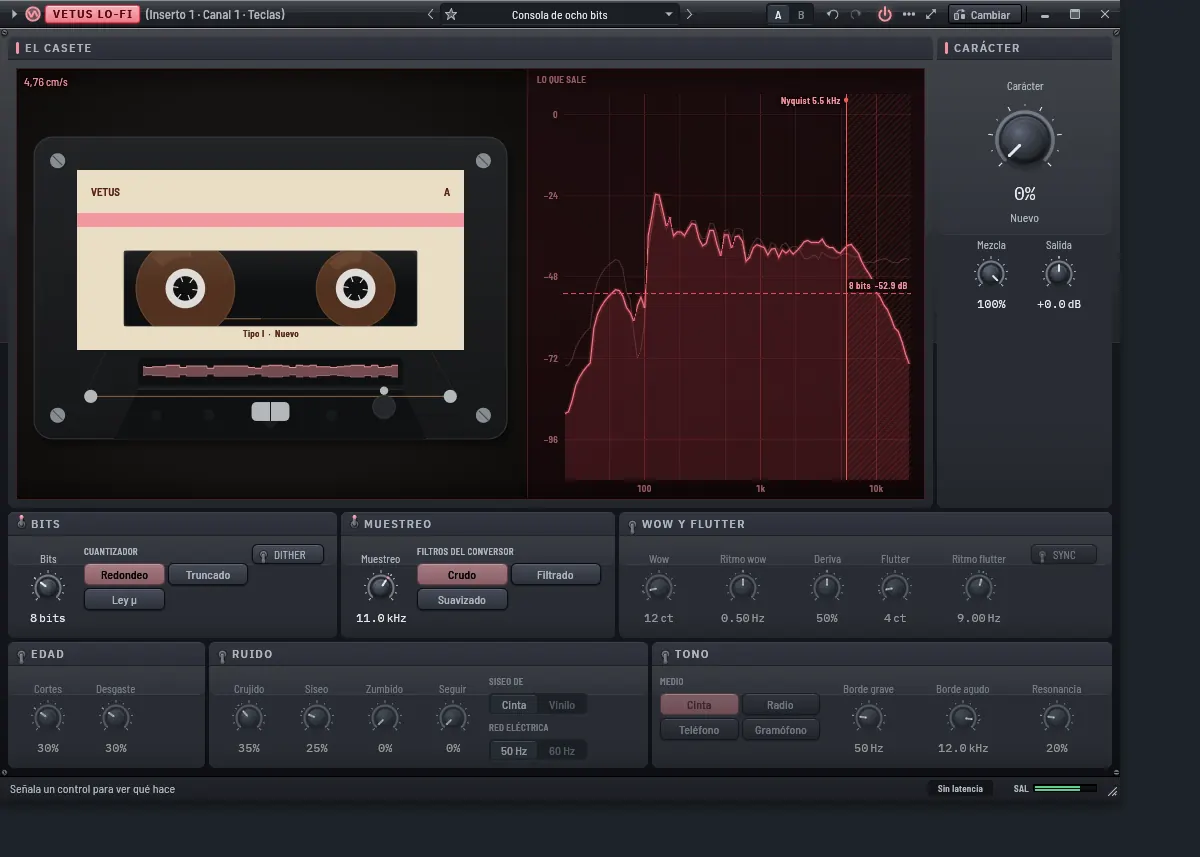 VETUS LO-FI (Inserto 1 · Canal 1 · Teclas) Consola de ocho bits A B Cambiar
EL CASETE
CARÁCTER
4,76 cm/s
LO QUE SALE
VETUS A
Tipo I · Nuevo
Nyquist 5.5 kHz
0
-24
-48
-72
-96
8 bits -52.9 dB
100 1k 10k
Carácter
0%
Nuevo
Mezcla Salida
100% +0.0 dB
BITS
Bits
8 bits
CUANTIZADOR
DITHER
Redondeo Truncado
Ley µ
MUESTREO
Muestreo
11.0 kHz
FILTROS DEL CONVERSOR
Crudo Filtrado
Suavizado
WOW Y FLUTTER
SYNC
Wow Ritmo wow Deriva Flutter Ritmo flutter
12 ct 0.50 Hz 50% 4 ct 9.00 Hz
EDAD
Cortes Desgaste
30% 30%
RUIDO
Crujido Siseo Zumbido Seguir
35% 25% 0% 0%
SISEO DE
Cinta Vinilo
RED ELÉCTRICA
50 Hz 60 Hz
TONO
MEDIO
Cinta Radio
Teléfono Gramófono
Borde grave Borde agudo Resonancia
50 Hz 12.0 kHz 20%
Señala un control para ver qué hace
Sin latencia SAL